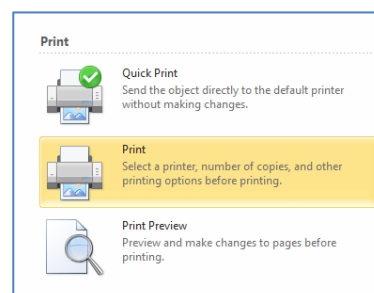 Print
Quick Print
Send the object directly to the default printer
without making changes.
Print
Select a printer, number of copies, and other
printing options before printing.
Print Preview
Preview and make changes to pages before
printing.